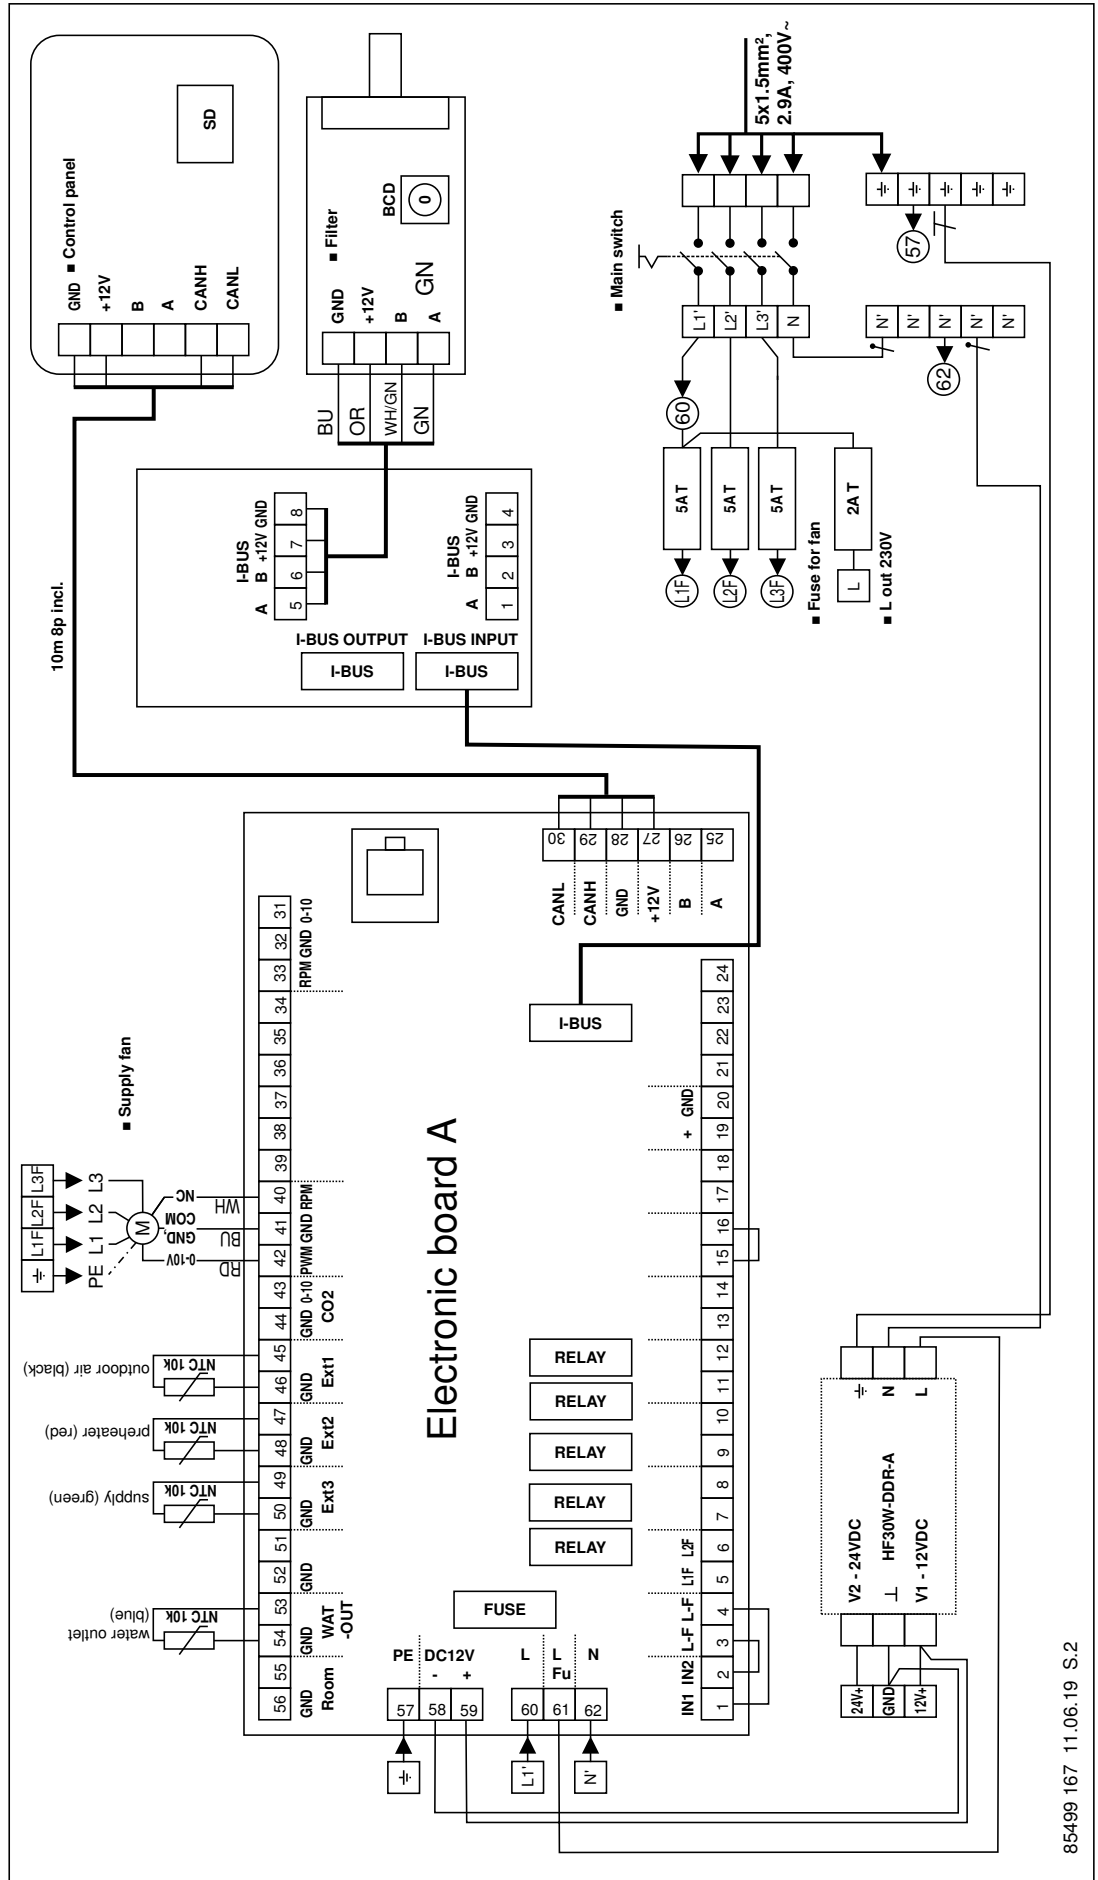 ■ Control panel
GND
+12V
B
A
CANH
CANL
SD
■ Filter
GND
+12V
B
A
GN
BCD
0
BU
OR
WH/GN
GN
10m 8p incl.
I-BUS
A B +12V GND
5 6 7 8
I-BUS
A B +12V GND
1 2 3 4
I-BUS OUTPUT
I-BUS
I-BUS INPUT
I-BUS
■ Main switch
5x1.5mm²,
2.9A, 400V~
L1'
L2'
L3'
N
57
N'
N'
N'
N'
N'
62
60
5A T
5A T
5A T
2A T
L1F
L2F
L3F
L
■ Fuse for fan
■ L out 230V
■ Supply fan
L1F L2F L3F
PE L1 L2 L3
M
0-10V
GND, COM
NC
RD
BU
WH
outdoor air (black)
NTC 10k
preheater (red)
NTC 10k
supply (green)
NTC 10k
water outlet (blue)
NTC 10k
Electronic board A
56 55 54 53 52 51 50 49 48 47 46 45 44 43 42 41 40 39 38 37 36 35 34 33 32 31
GND GND GND GND GND GND GND 0-10 PWM GND RPM RPM GND 0-10
Room
WAT
-OUT
Ext3
Ext2
Ext1
CO2
CANL
CANH
GND
+12V
B
A
30
29
28
27
26
25
I-BUS
RELAY
RELAY
RELAY
RELAY
RELAY
FUSE
PE DC12V
- +
57 58 59
L L N
Fu
60 61 62
L1'
N'
IN1 IN2 L-F L-F L1F L2F + GND
1 2 3 4 5 6 7 8 9 10 11 12 13 14 15 16 17 18 19 20 21 22 23 24
V2 - 24VDC
HF30W-DDR-A
V1 - 12VDC
N
L
24V+
GND
12V+
85499 167 11.06.19 S.2